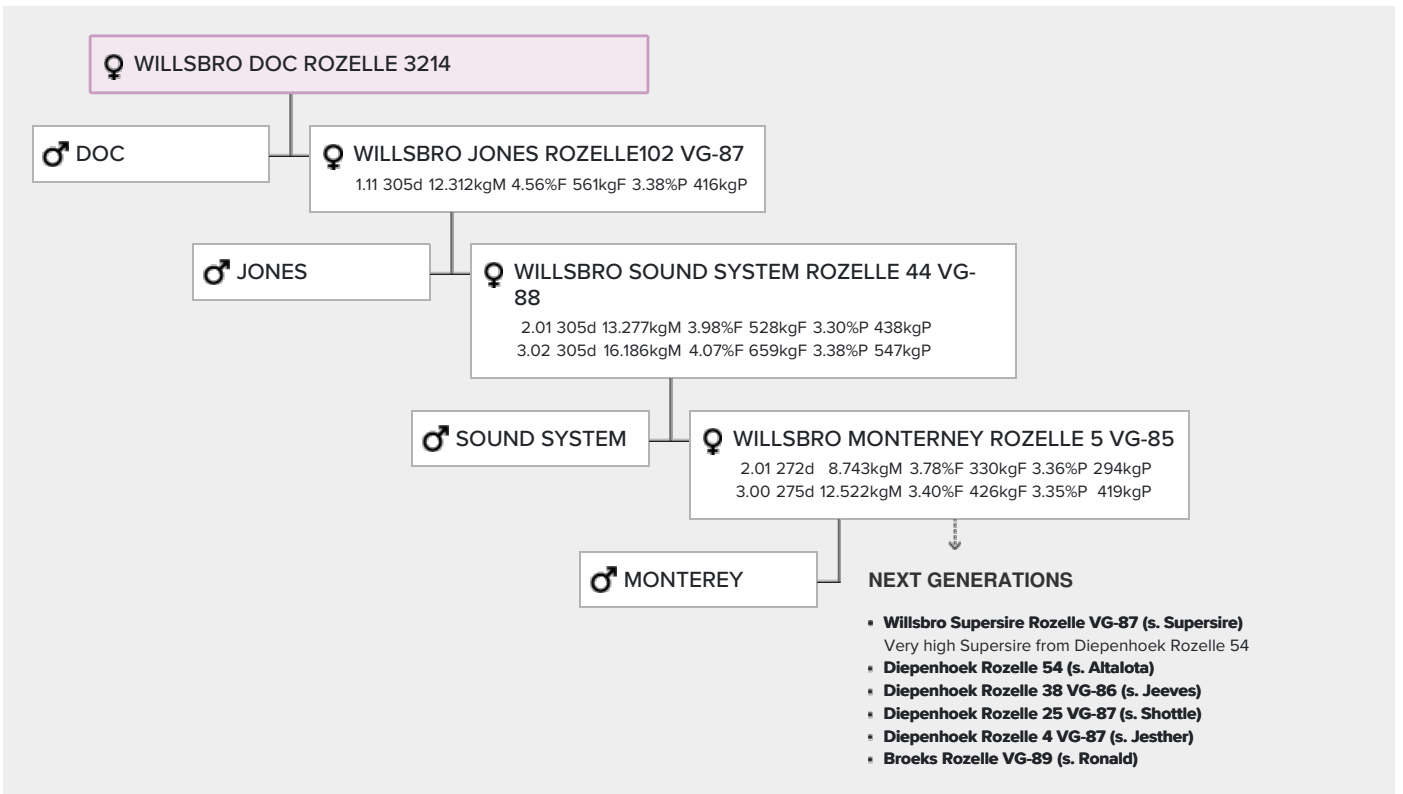 WILLSBRO DOC ROZELLE 3214
DOC
WILLSBRO JONES ROZELLE102 VG-87
1.11 305d 12.312kgM 4.56%F 561kgF 3.38%P 416kgP
JONES
WILLSBRO SOUND SYSTEM ROZELLE 44 VG-
88
2.01 305d 13.277kgM 3.98%F 528kgF 3.30%P 438kgP
3.02 305d 16.186kgM 4.07%F 659kgF 3.38%P 547kgP
SOUND SYSTEM
WILLSBRO MONTERNEY ROZELLE 5 VG-85
2.01 272d 8.743kgM 3.78%F 330kgF 3.36%P 294kgP
3.00 275d 12.522kgM 3.40%F 426kgF 3.35%P 419kgP
MONTEREY
NEXT GENERATIONS
▪ Willsbro Supersire Rozelle VG-87 (s. Supersire)
Very high Supersire from Diepenhoek Rozelle 54
▪ Diepenhoek Rozelle 54 (s. Altalota)
▪ Diepenhoek Rozelle 38 VG-86 (s. Jeeves)
▪ Diepenhoek Rozelle 25 VG-87 (s. Shottle)
▪ Diepenhoek Rozelle 4 VG-87 (s. Jesther)
▪ Broeks Rozelle VG-89 (s. Ronald)